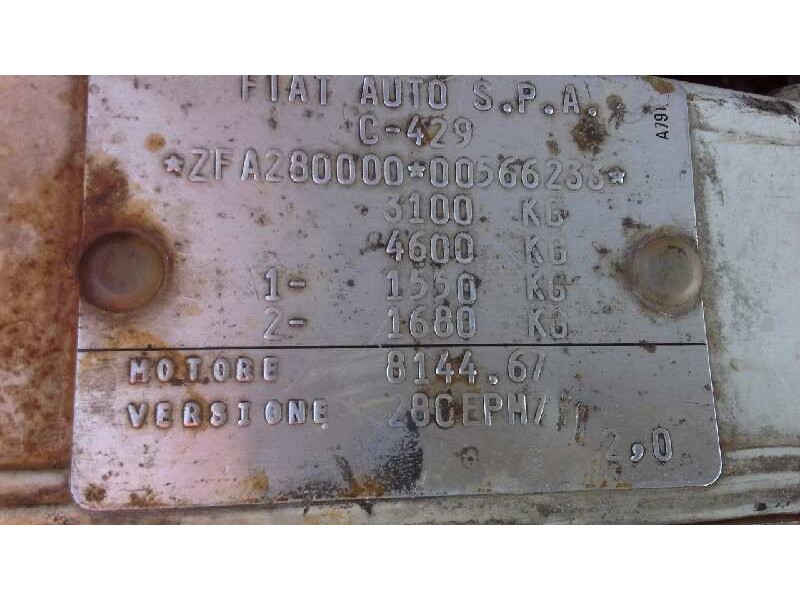 FIAT AUTO S.P.A.
A791
C-429
*ZFA280000*00566233*
3100 KG
4600 KG
1- 1550 KG
2- 1680 KG
MOTORE 8144.67
VERSIONE
2,0